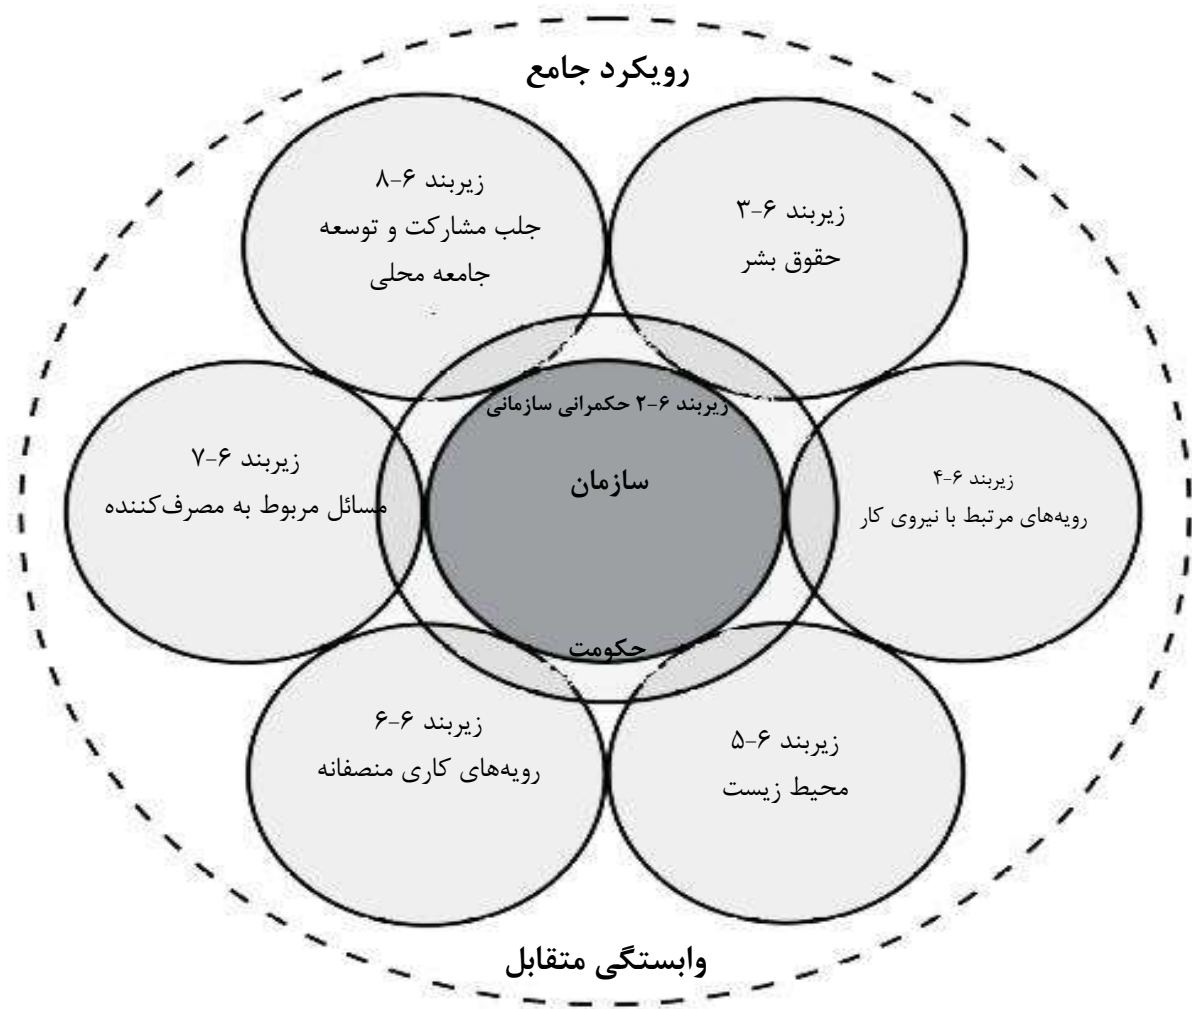 رویکرد جامع
زیربند ۶-۳
حقوق بشر
زیربند ۶-۸
جلب مشارکت و توسعه
جامعه محلی
زیربند ۶-۲ حکمرانی سازمانی
سازمان
حکومت
زیربند ۶-۴
رویه‌های مرتبط با نیروی کار
زیربند ۶-۷
مسائل مربوط به مصرف‌کننده
زیربند ۶-۵
محیط زیست
زیربند ۶-۶
رویه‌های کاری منصفانه
وابستگی متقابل